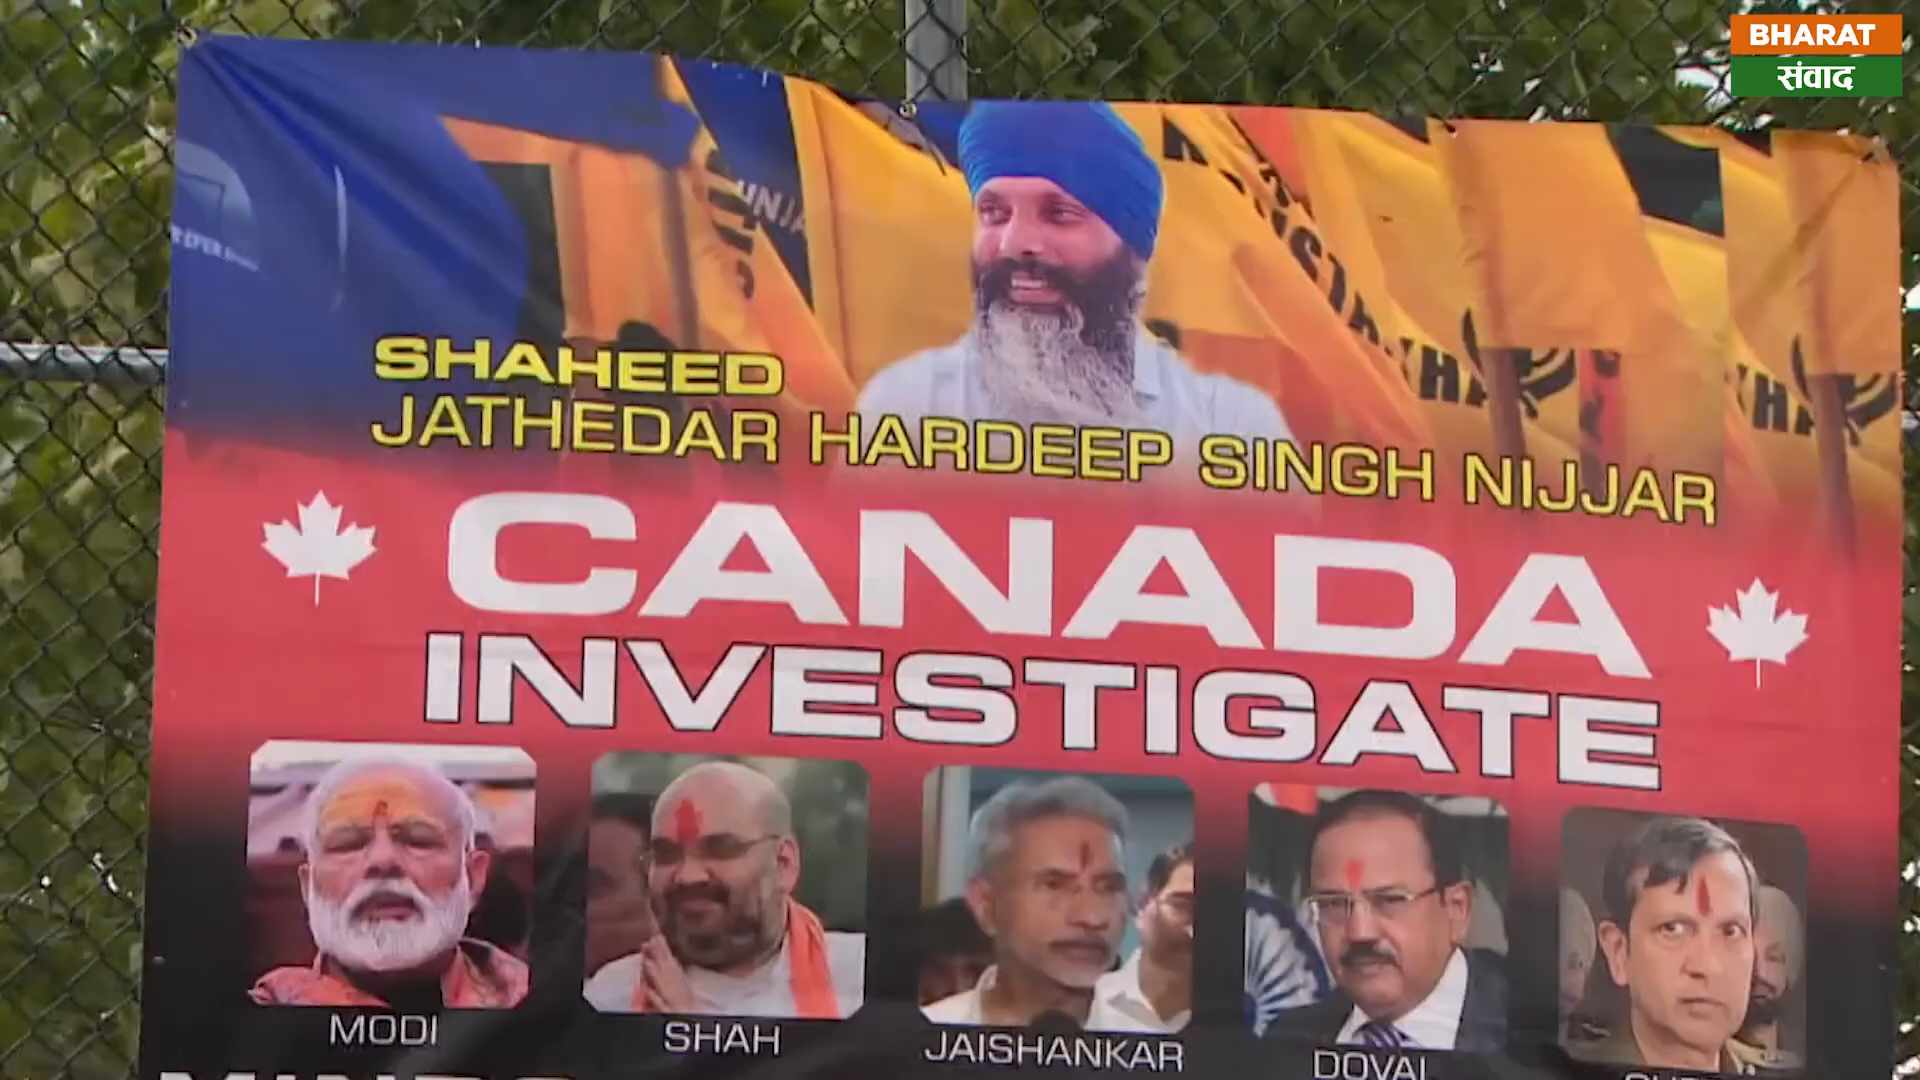 BHARAT
संवाद
SHAHEED
JATHEDAR HARDEEP SINGH NIJJAR
CANADA
INVESTIGATE
MODI
SHAH
JAISHANKAR
DOVAL